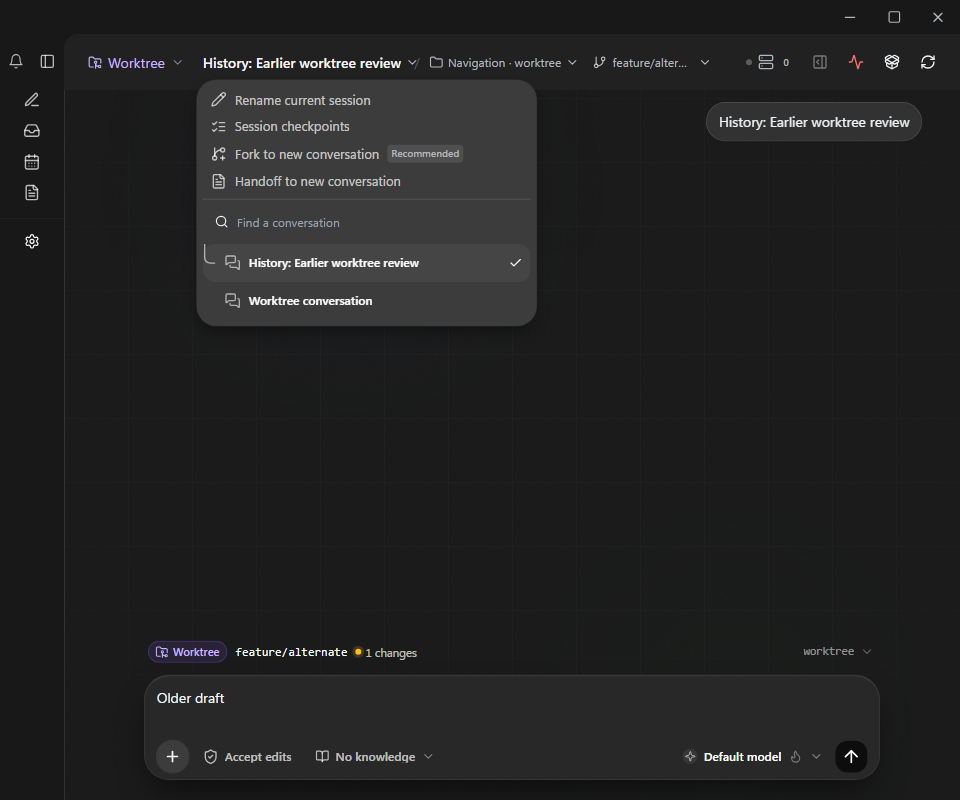 Worktree
History: Earlier worktree review
/
Navigation · worktree
feature/alter...
0
Rename current session
Session checkpoints
Fork to new conversation Recommended
Handoff to new conversation
Find a conversation
History: Earlier worktree review
Worktree conversation
History: Earlier worktree review
Worktree feature/alternate 1 changes
worktree
Older draft
Accept edits
No knowledge
Default model